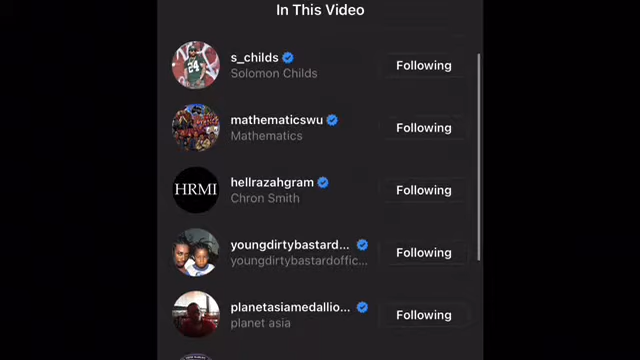 In This Video
s_childs
Solomon Childs
Following
24
mathematicswu
Mathematics
Following
HRMI
hellrazahgram
Chron Smith
Following
youngdirtybastard...
youngdirtybastardoffic...
Following
planetasiamedallio...
planet asia
Following